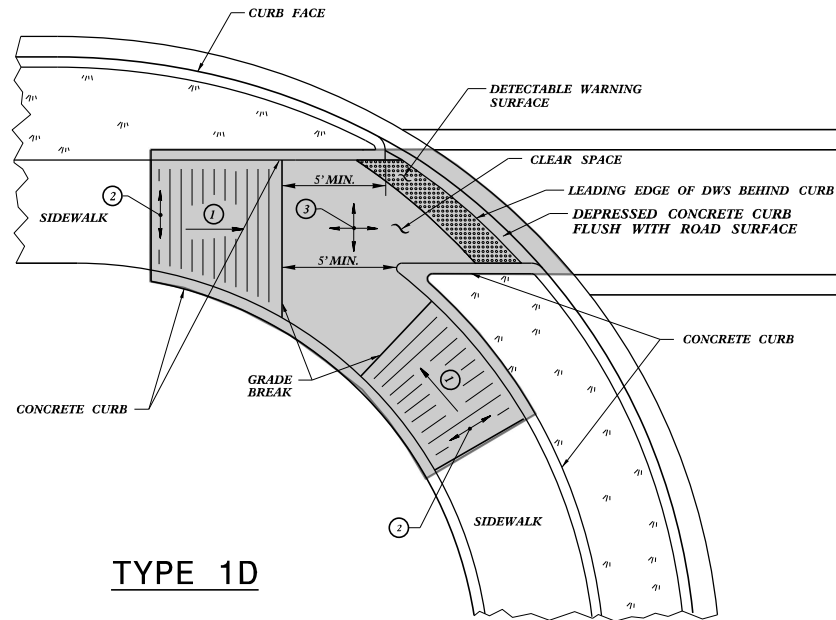 CURB FACE
DETECTABLE WARNING
SURFACE
CLEAR SPACE
5' MIN.
LEADING EDGE OF DWS BEHIND CURB
2
1
3
SIDEWALK
DEPRESSED CONCRETE CURB
FLUSH WITH ROAD SURFACE
5' MIN.
CONCRETE CURB
GRADE
BREAK
1
CONCRETE CURB
2
SIDEWALK
TYPE 1D